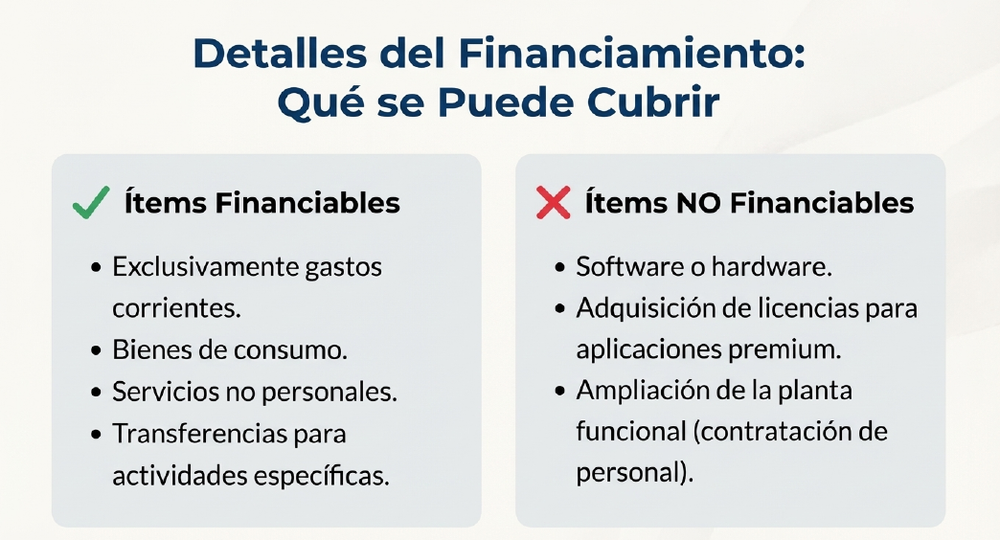 Detalles del Financiamiento:
Qué se Puede Cubrir
Ítems Financiables
• Exclusivamente gastos
corrientes.
• Bienes de consumo.
• Servicios no personales.
• Transferencias para
actividades específicas.
Ítems NO Financiables
• Software o hardware.
• Adquisición de licencias para
aplicaciones premium.
• Ampliación de la planta
funcional (contratación de
personal).